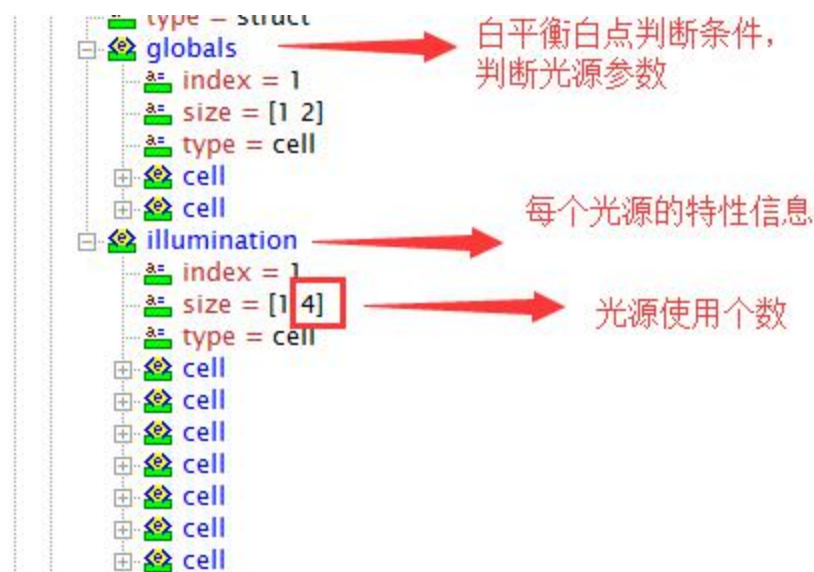 type = struct
globals
白平衡白点判断条件，
判断光源参数
index = 1
size = [1 2]
type = cell
cell
cell
每个光源的特性信息
illumination
index = 1
size = [1 4]
光源使用个数
type = cell
cell
cell
cell
cell
cell
cell
cell